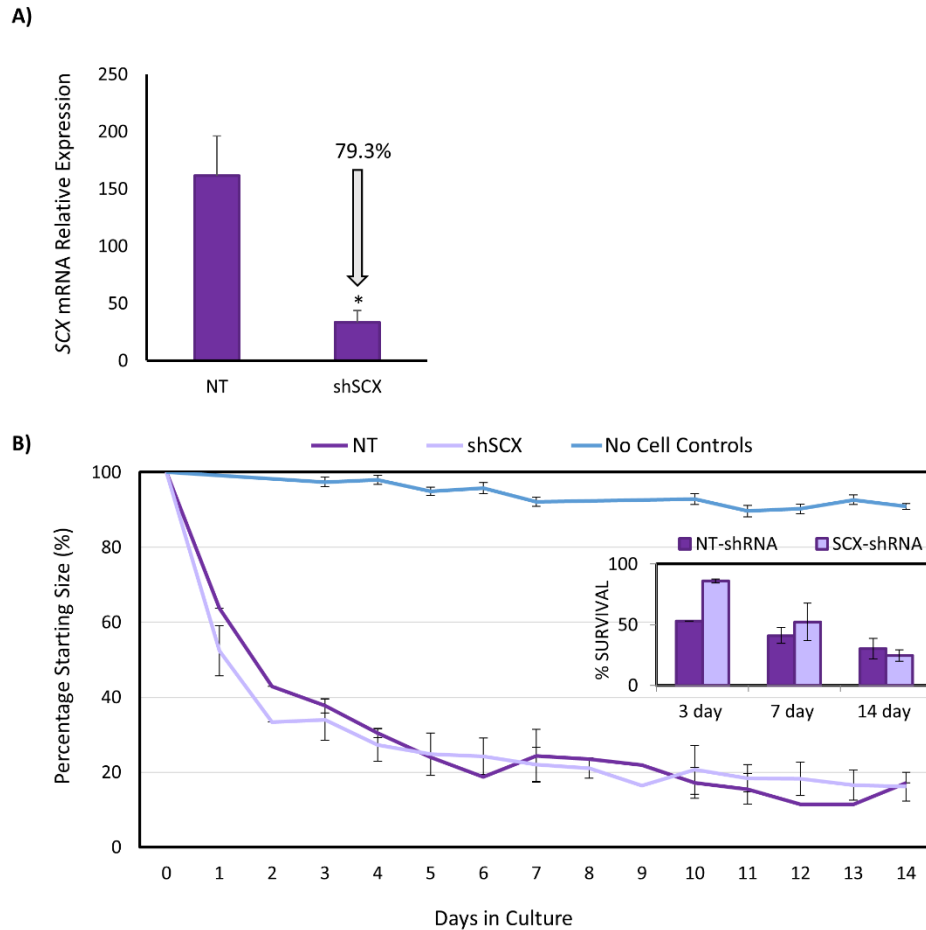 A)
250
200
150
100
50
0
SCX mRNA Relative Expression
79.3%
*
NT
shSCX
B)
NT shSCX No Cell Controls
100
80
60
40
20
0
Percentage Starting Size (%)
NT-shRNA SCX-shRNA
100
50
0
% SURVIVAL
3 day 7 day 14 day
0 1 2 3 4 5 6 7 8 9 10 11 12 13 14
Days in Culture